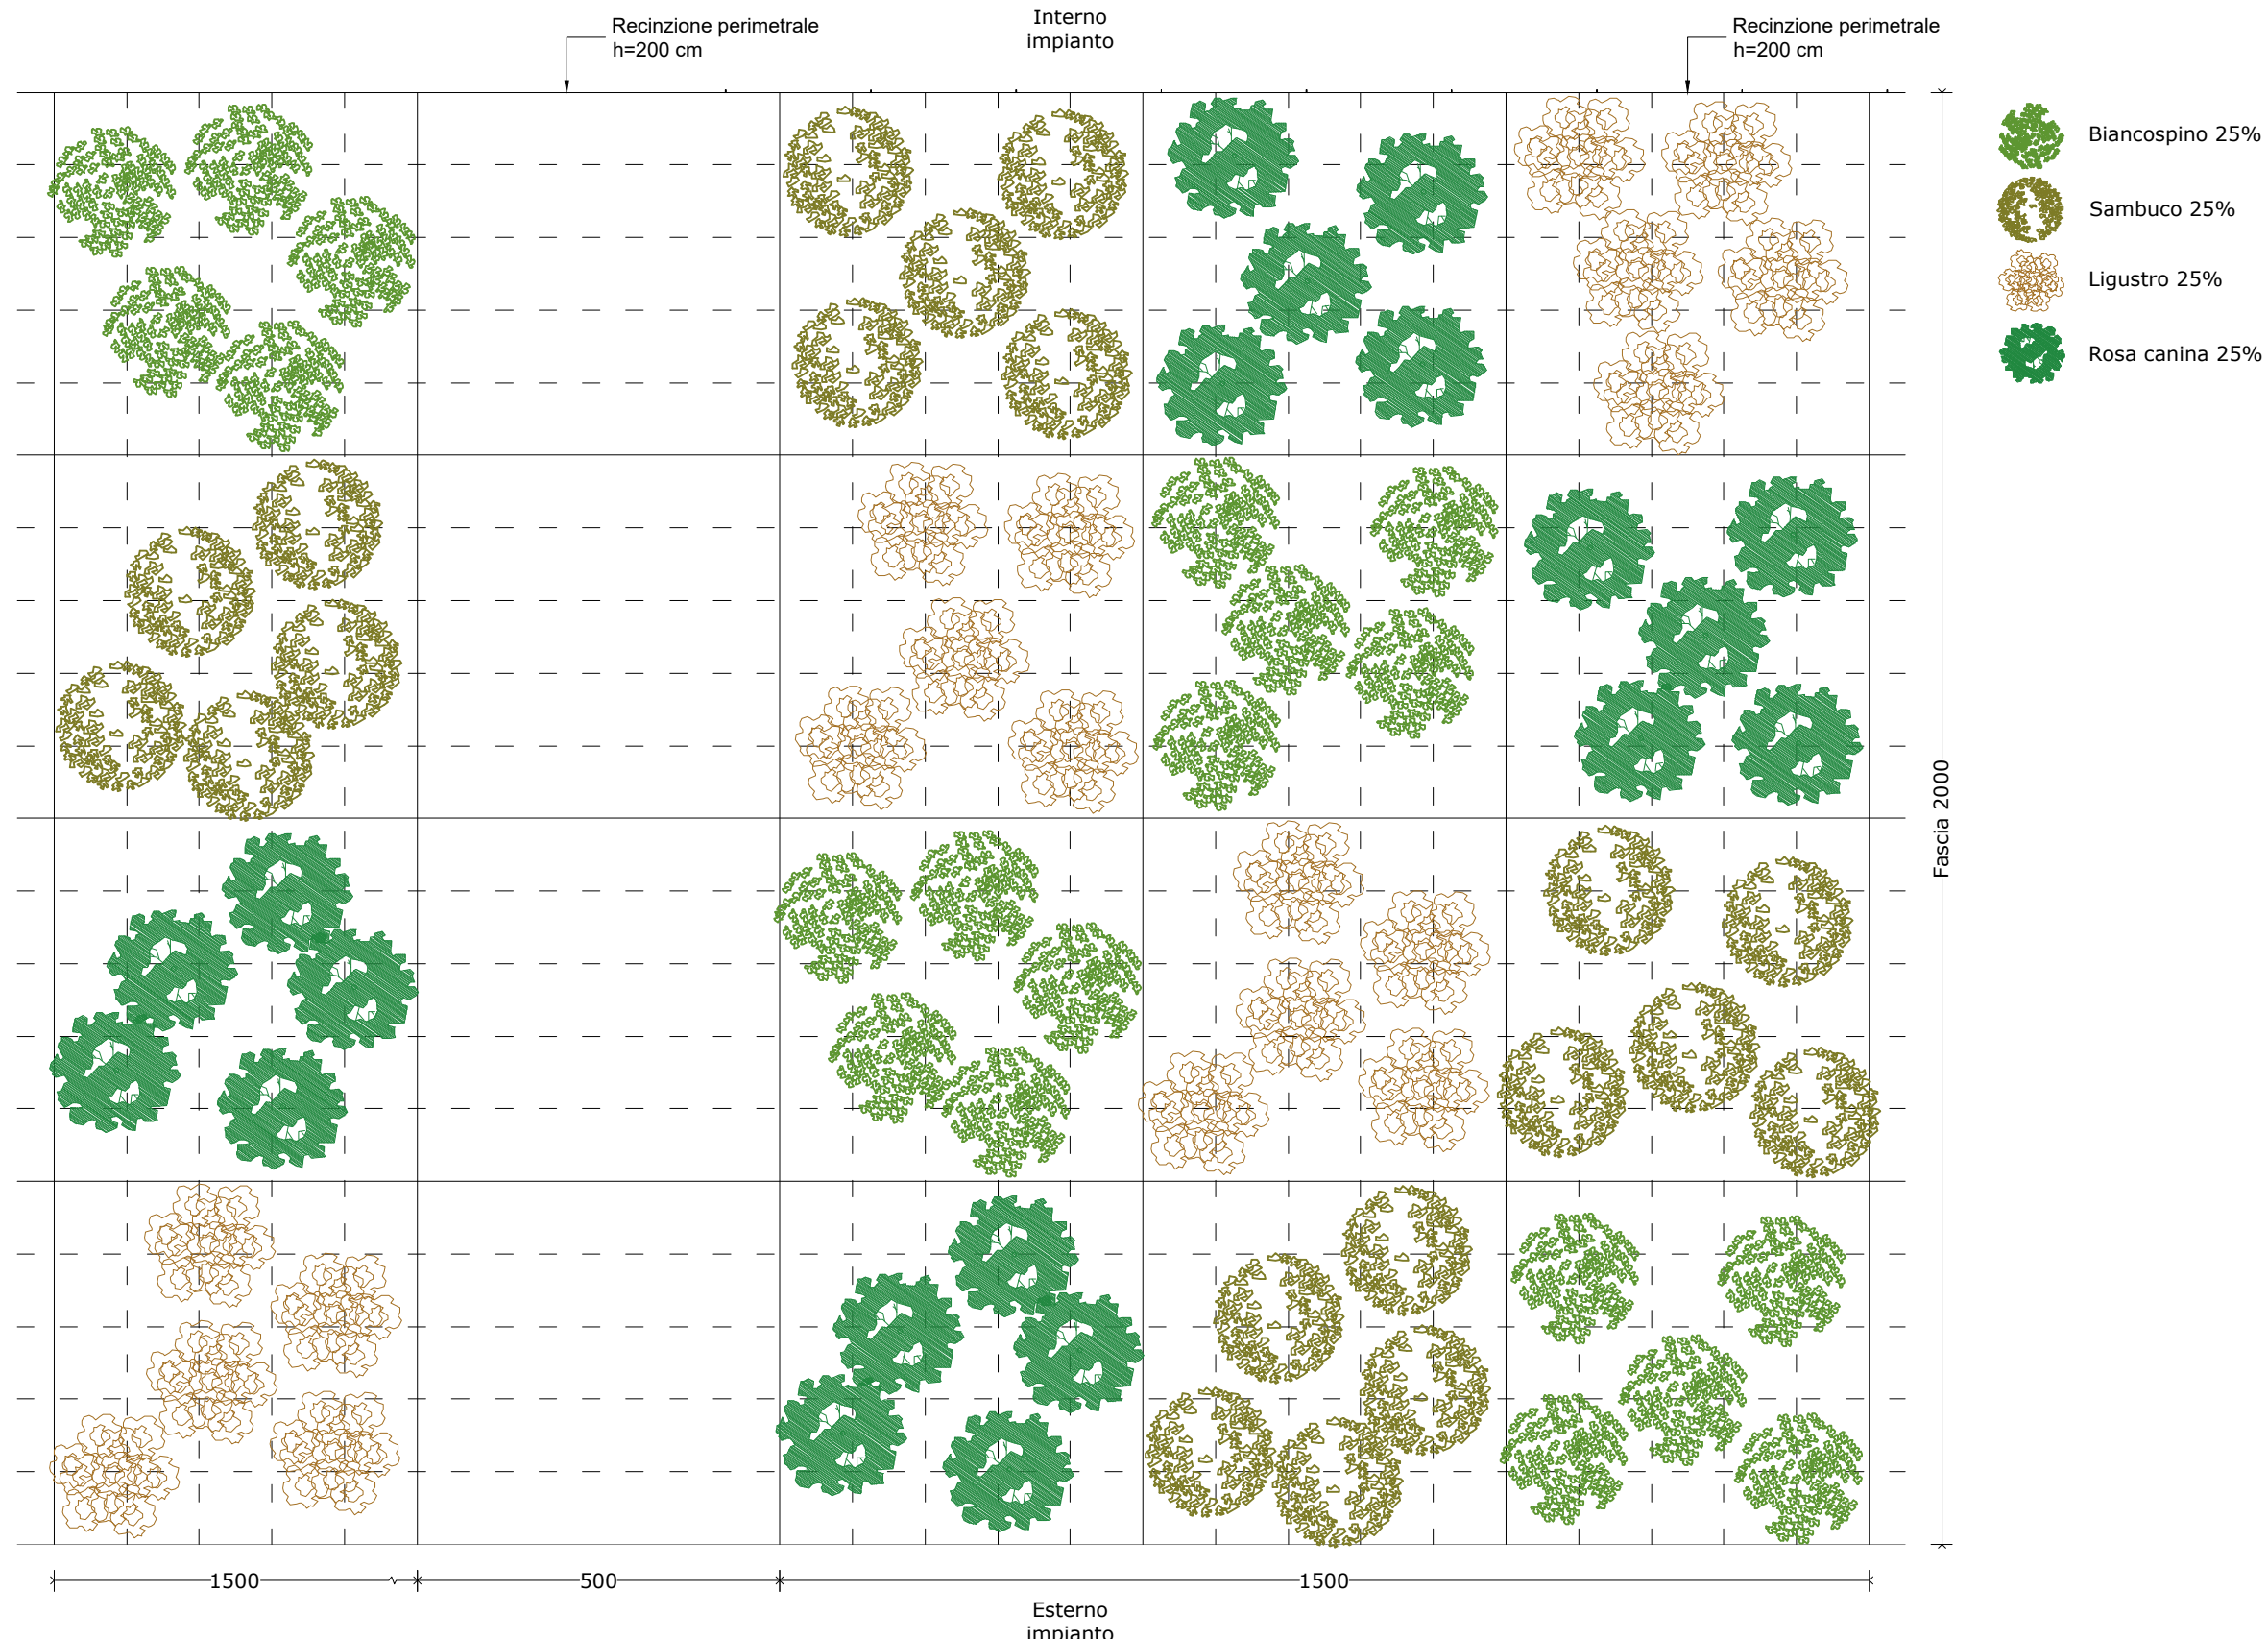 Recinzione perimetrale
h=200 cm
Interno
impianto
Recinzione perimetrale
h=200 cm
Biancospino 25%
Sambuco 25%
Ligustro 25%
Rosa canina 25%
Fascia 2000
1500
500
1500
Esterno
impianto